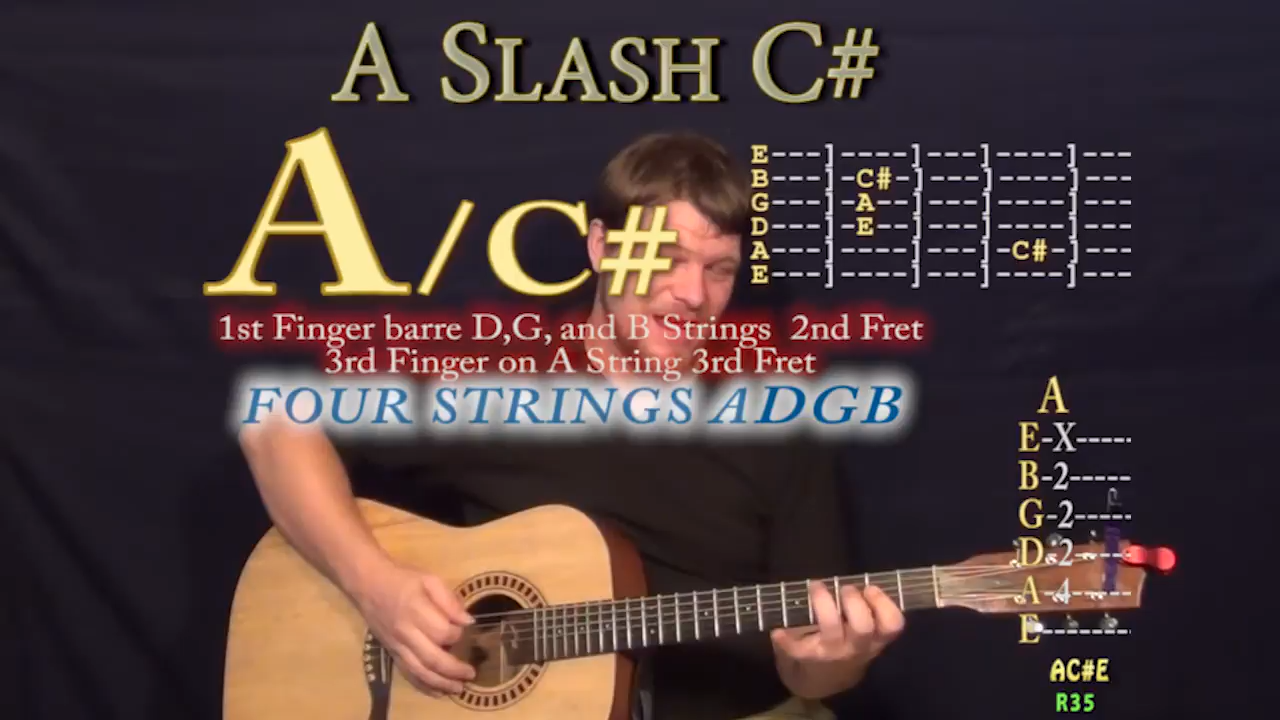 A SLASH C#
A/C#
E---]----]---]----]---
B---]-C#-]---]----]---
G---]-A--]---]----]---
D---]-E--]---]----]---
A---]----]---]-C#-]---
E---]----]---]----]---
1st Finger barre D,G, and B Strings 2nd Fret
3rd Finger on A String 3rd Fret
FOUR STRINGS ADGB
A
E-X-----
B-2-----
G-2-----
D-2-----
A-4-----
E-------
AC#E
R35